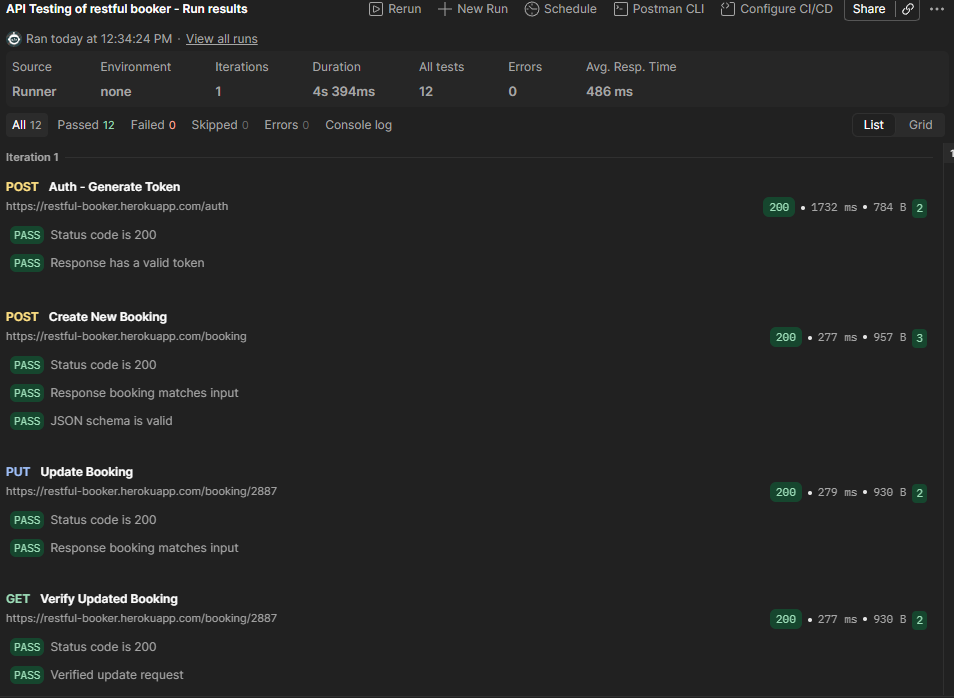 API Testing of restful booker - Run results Rerun New Run Schedule Postman CLI Configure CI/CD Share
Ran today at 12:34:24 PM · View all runs
Source Environment Iterations Duration All tests Errors Avg. Resp. Time
Runner none 1 4s 394ms 12 0 486 ms
All 12 Passed 12 Failed 0 Skipped 0 Errors 0 Console log List Grid
Iteration 1 1
POST Auth - Generate Token
https://restful-booker.herokuapp.com/auth 200 • 1732 ms • 784 B 2
PASS Status code is 200
PASS Response has a valid token
POST Create New Booking
https://restful-booker.herokuapp.com/booking 200 • 277 ms • 957 B 3
PASS Status code is 200
PASS Response booking matches input
PASS JSON schema is valid
PUT Update Booking
https://restful-booker.herokuapp.com/booking/2887 200 • 279 ms • 930 B 2
PASS Status code is 200
PASS Response booking matches input
GET Verify Updated Booking
https://restful-booker.herokuapp.com/booking/2887 200 • 277 ms • 930 B 2
PASS Status code is 200
PASS Verified update request